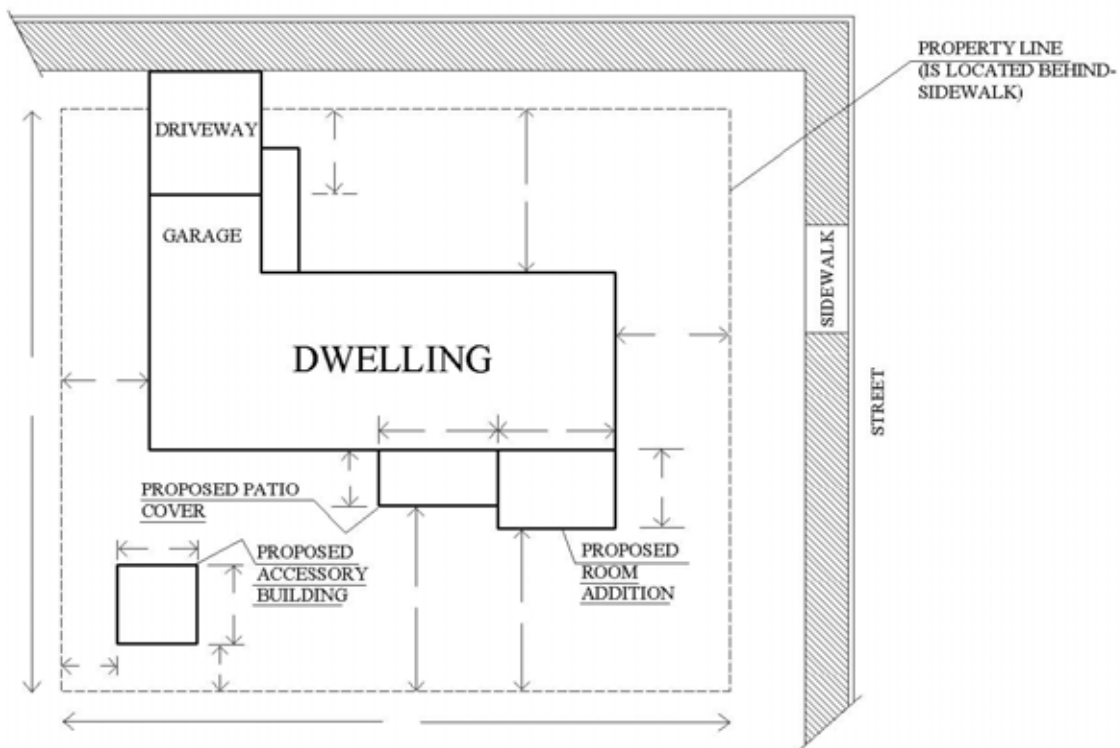 PROPERTY LINE
(IS LOCATED BEHIND-
SIDEWALK)
DRIVEWAY
GARAGE
SIDEWALK
DWELLING
STREET
PROPOSED PATIO
COVER
PROPOSED
ACCESSORY
BUILDING
PROPOSED
ROOM
ADDITION